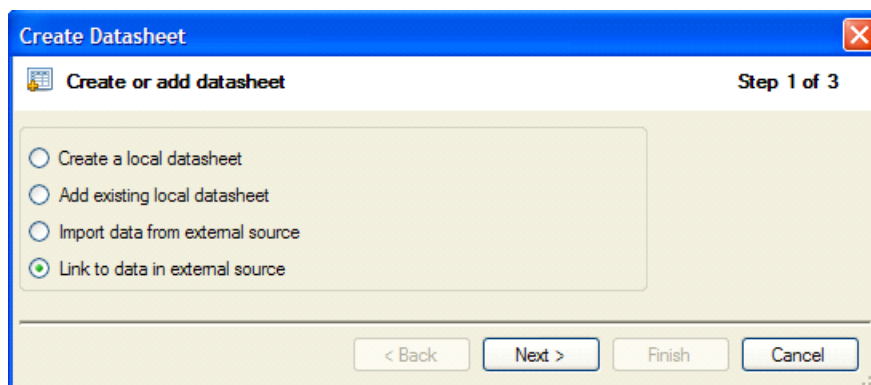 Create Datasheet
Create or add datasheet Step 1 of 3
Create a local datasheet
Add existing local datasheet
Import data from external source
Link to data in external source
< Back Next > Finish Cancel